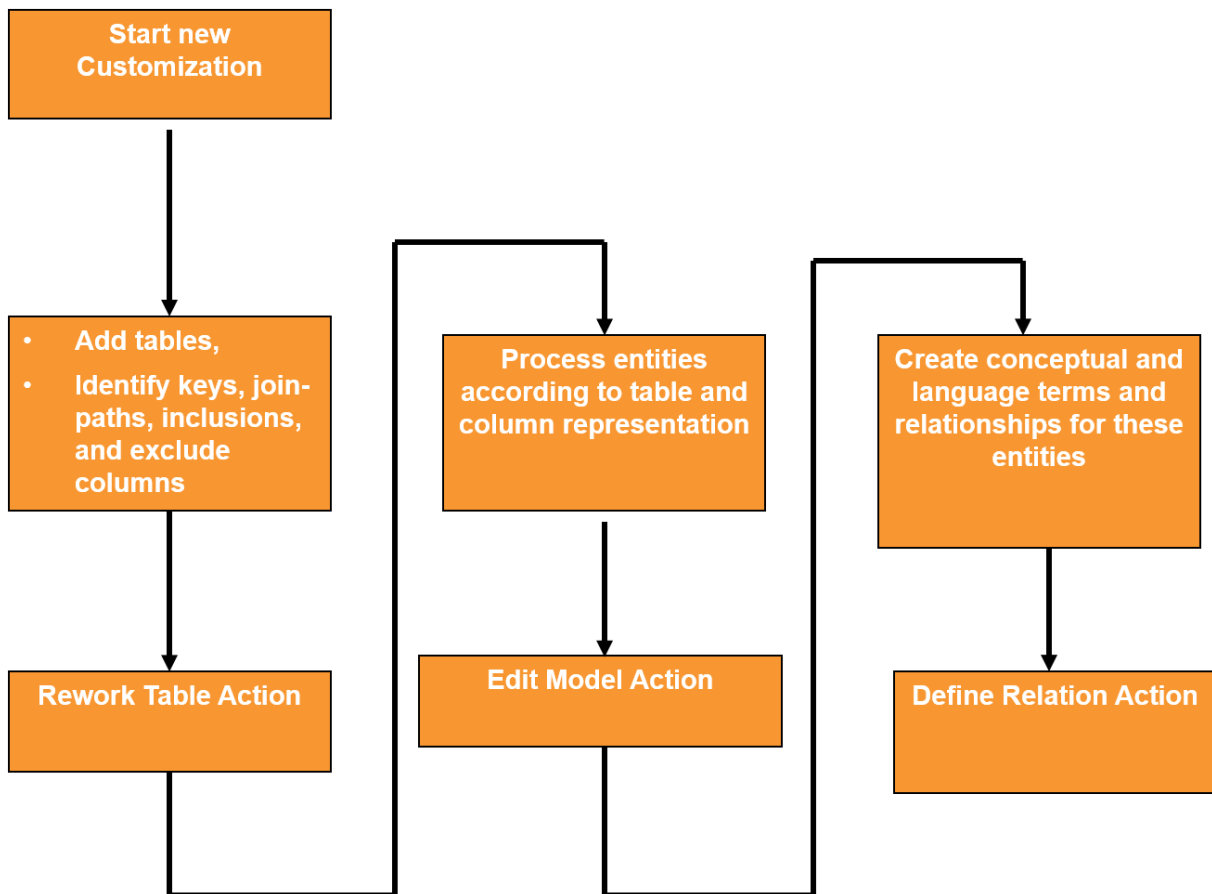 Start new
Customization
• Add tables,
• Identify keys, join-
paths, inclusions,
and exclude
columns
Rework Table Action
Process entities
according to table and
column representation
Edit Model Action
Create conceptual and
language terms and
relationships for these
entities
Define Relation Action